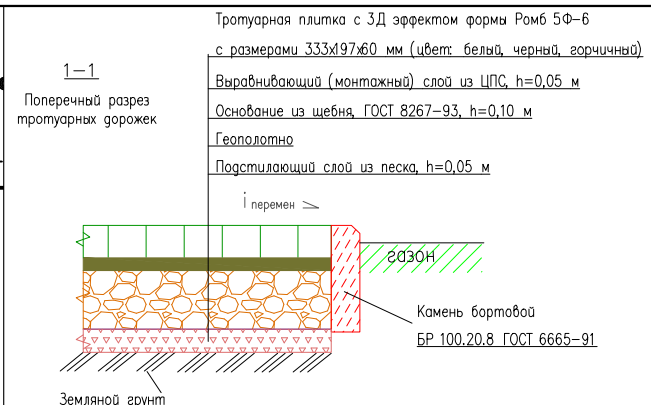 Тротуарная плитка с 3Д эффектом формы Ромб 5Ф-6
с размерами 333х197х60 мм (цвет: белый, черный, горчичный)
1-1
Поперечный разрез
тротуарных дорожек
Выравнивающий (монтажный) слой из ЦПС, h=0,05 м
Основание из щебня, ГОСТ 8267-93, h=0,10 м
Геополотно
Подстилающий слой из песка, h=0,05 м
i перемен
газон
Камень бортовой
БР 100.20.8 ГОСТ 6665-91
Земляной грунт